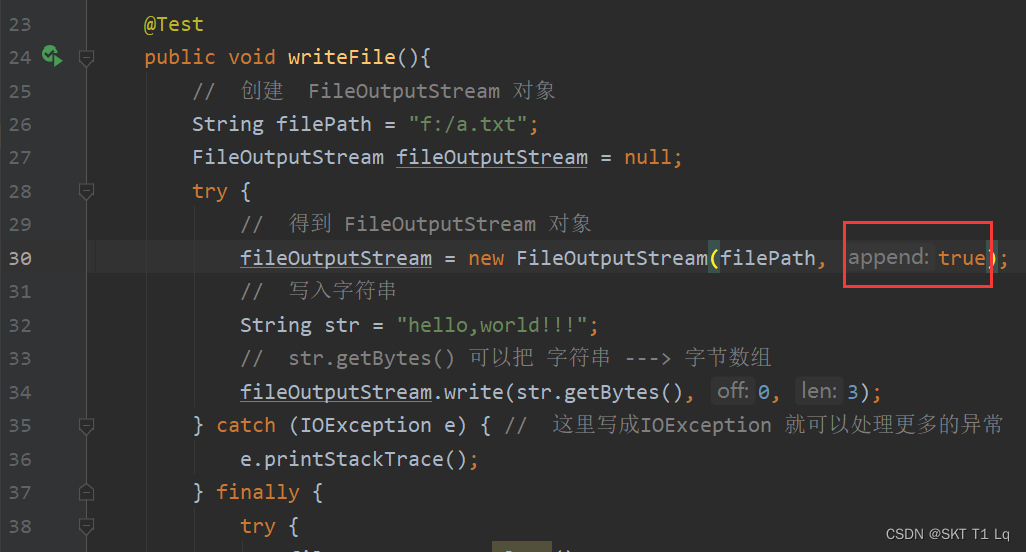 23 @Test
24 public void writeFile(){
25 // 创建 FileOutputStream 对象
26 String filePath = "f:/a.txt";
27 FileOutputStream fileOutputStream = null;
28 try {
29 // 得到 FileOutputStream 对象
30 fileOutputStream = new FileOutputStream(filePath, append: true);
31 // 写入字符串
32 String str = "hello,world!!!";
33 // str.getBytes() 可以把 字符串 ---> 字节数组
34 fileOutputStream.write(str.getBytes(), off: 0, len: 3);
35 } catch (IOException e) { // 这里写成IOException 就可以处理更多的异常
36 e.printStackTrace();
37 } finally {
38 try {
CSDN @SKT T1 Lq